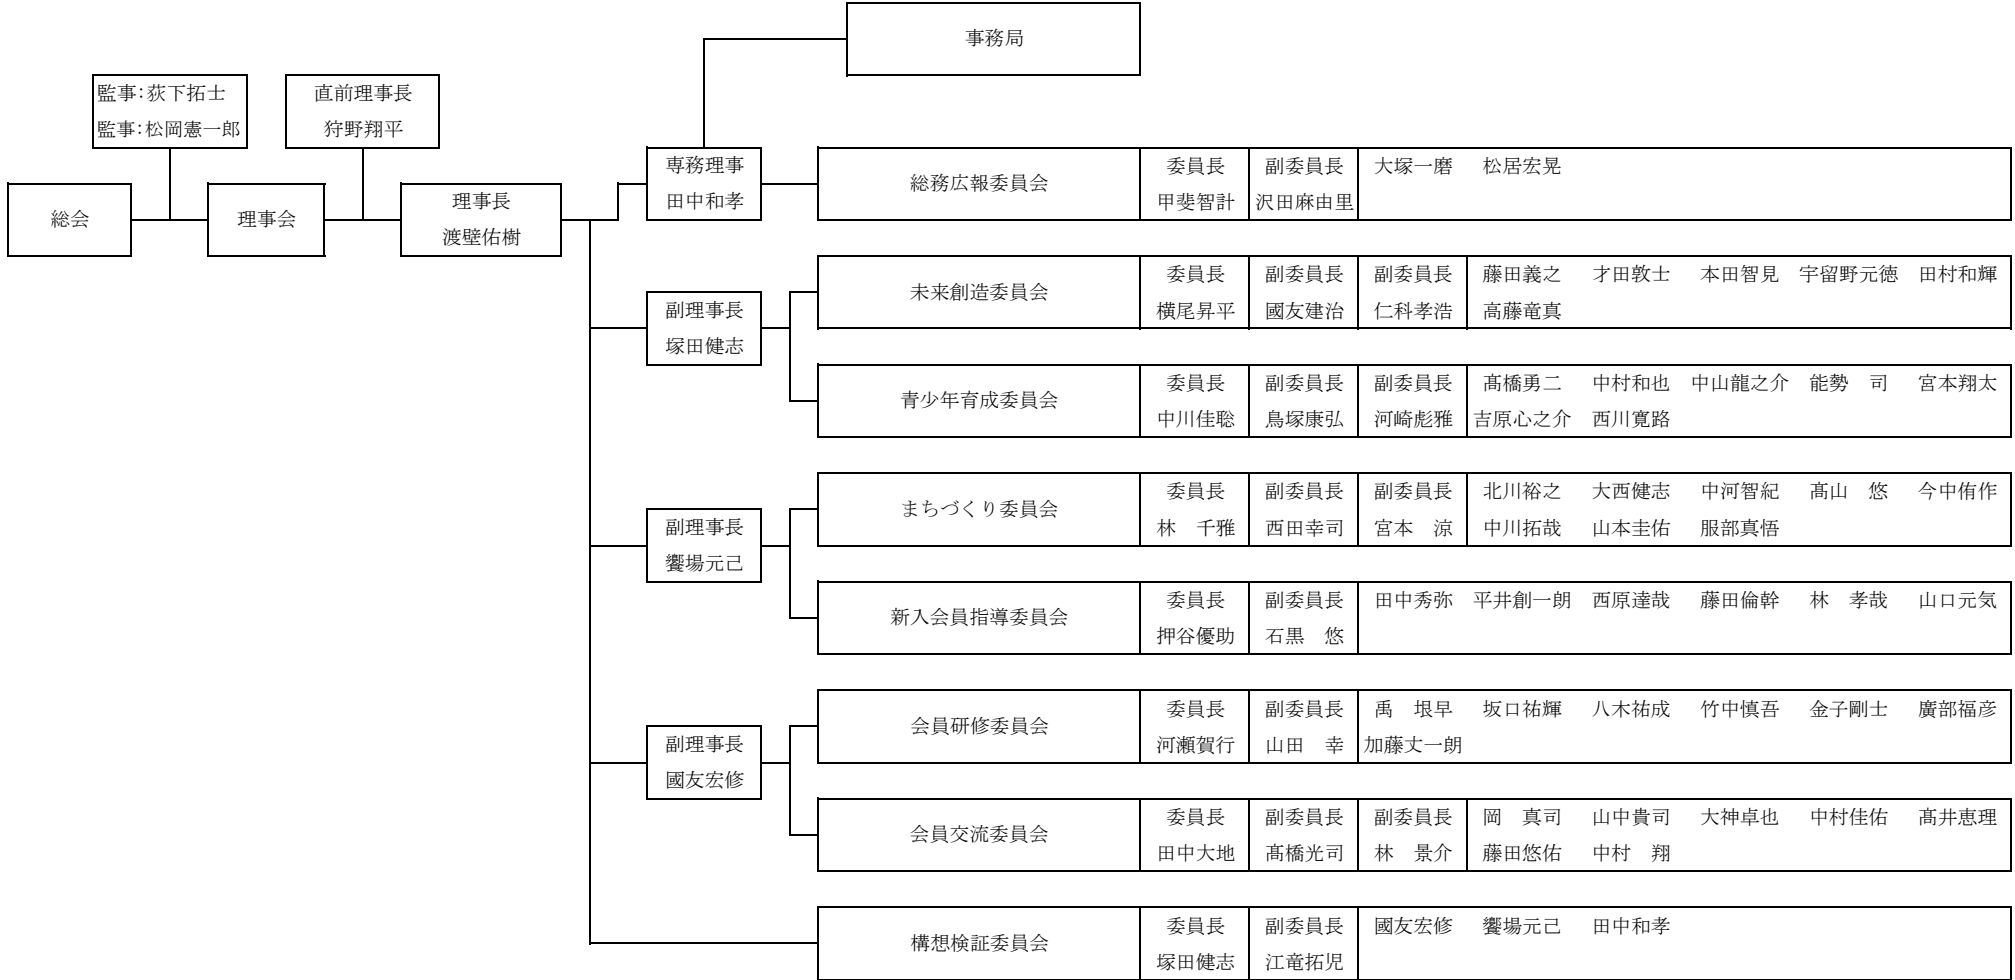 事務局
監事:荻下拓士
監事:松岡憲一郎
直前理事長
狩野翔平
総会
理事会
理事長
渡壁佑樹
専務理事
田中和孝
総務広報委員会
委員長
甲斐智計
副委員長
沢田麻由里
大塚一磨 松居宏晃
副理事長
塚田健志
未来創造委員会
委員長
横尾昇平
副委員長
國友建治
副委員長
仁科孝浩
藤田義之 才田敦士 本田智見 宇留野元徳 田村和輝
高藤竜真
青少年育成委員会
委員長
中川佳聡
副委員長
鳥塚康弘
副委員長
河崎彪雅
髙橋勇二 中村和也 中山龍之介 能勢 司 宮本翔太
吉原心之介 西川寛路
副理事長
饗場元己
まちづくり委員会
委員長
林 千雅
副委員長
西田幸司
副委員長
宮本 涼
北川裕之 大西健志 中河智紀 髙山 悠 今中侑作
中川拓哉 山本圭佑 服部真悟
新入会員指導委員会
委員長
押谷優助
副委員長
石黒 悠
田中秀弥 平井創一朗 西原達哉 藤田倫幹 林 孝哉 山口元気
副理事長
國友宏修
会員研修委員会
委員長
河瀬賀行
副委員長
山田 幸
禹 垠早 坂口祐輝 八木祐成 竹中慎吾 金子剛士 廣部福彦
加藤丈一朗
会員交流委員会
委員長
田中大地
副委員長
髙橋光司
副委員長
林 景介
岡 真司 山中貴司 大神卓也 中村佳佑 髙井恵理
藤田悠佑 中村 翔
構想検証委員会
委員長
塚田健志
副委員長
江竜拓児
國友宏修 饗場元己 田中和孝